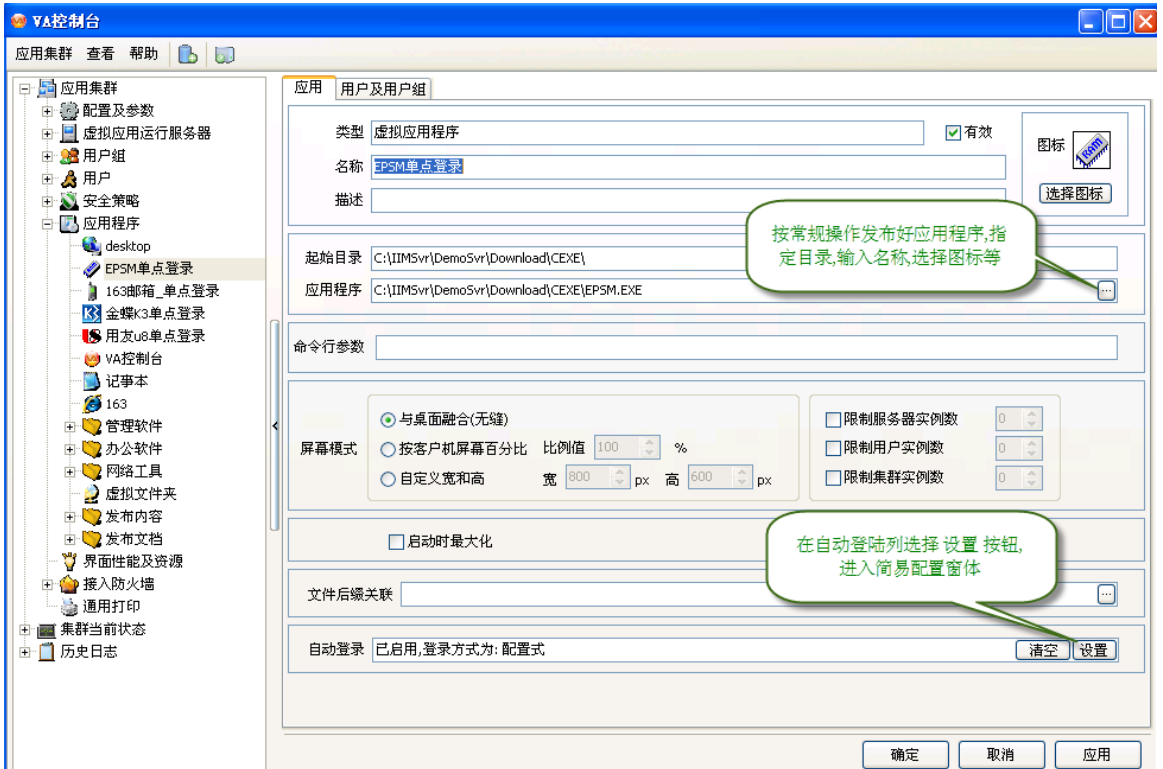 VA控制台
应用集群 查看 帮助
应用集群
配置及参数
虚拟应用运行服务器
用户组
用户
安全策略
应用程序
desktop
EPSM单点登录
163邮箱_单点登录
金蝶K3单点登录
用友u8单点登录
VA控制台
记事本
163
管理软件
办公软件
网络工具
虚拟文件夹
发布内容
发布文档
界面性能及资源
接入防火墙
通用打印
集群当前状态
历史日志
应用 用户及用户组
类型 虚拟应用程序 有效
名称 EPSM单点登录
描述
图标
RAM
选择图标
按常规操作发布好应用程序,指
定目录,输入名称,选择图标等
起始目录 C:\IIMSvr\DemoSvr\Download\CEXE\
应用程序 C:\IIMSvr\DemoSvr\Download\CEXE\EPSM.EXE ...
命令行参数
屏幕模式
与桌面融合(无缝)
按客户机屏幕百分比 比例值 100 %
自定义宽和高 宽 800 px 高 600 px
限制服务器实例数 0
限制用户实例数 0
限制集群实例数 0
启动时最大化
在自动登陆列选择 设置 按钮,
进入简易配置窗体
文件后缀关联 ...
自动登录 已启用,登录方式为: 配置式 清空 设置
确定 取消 应用